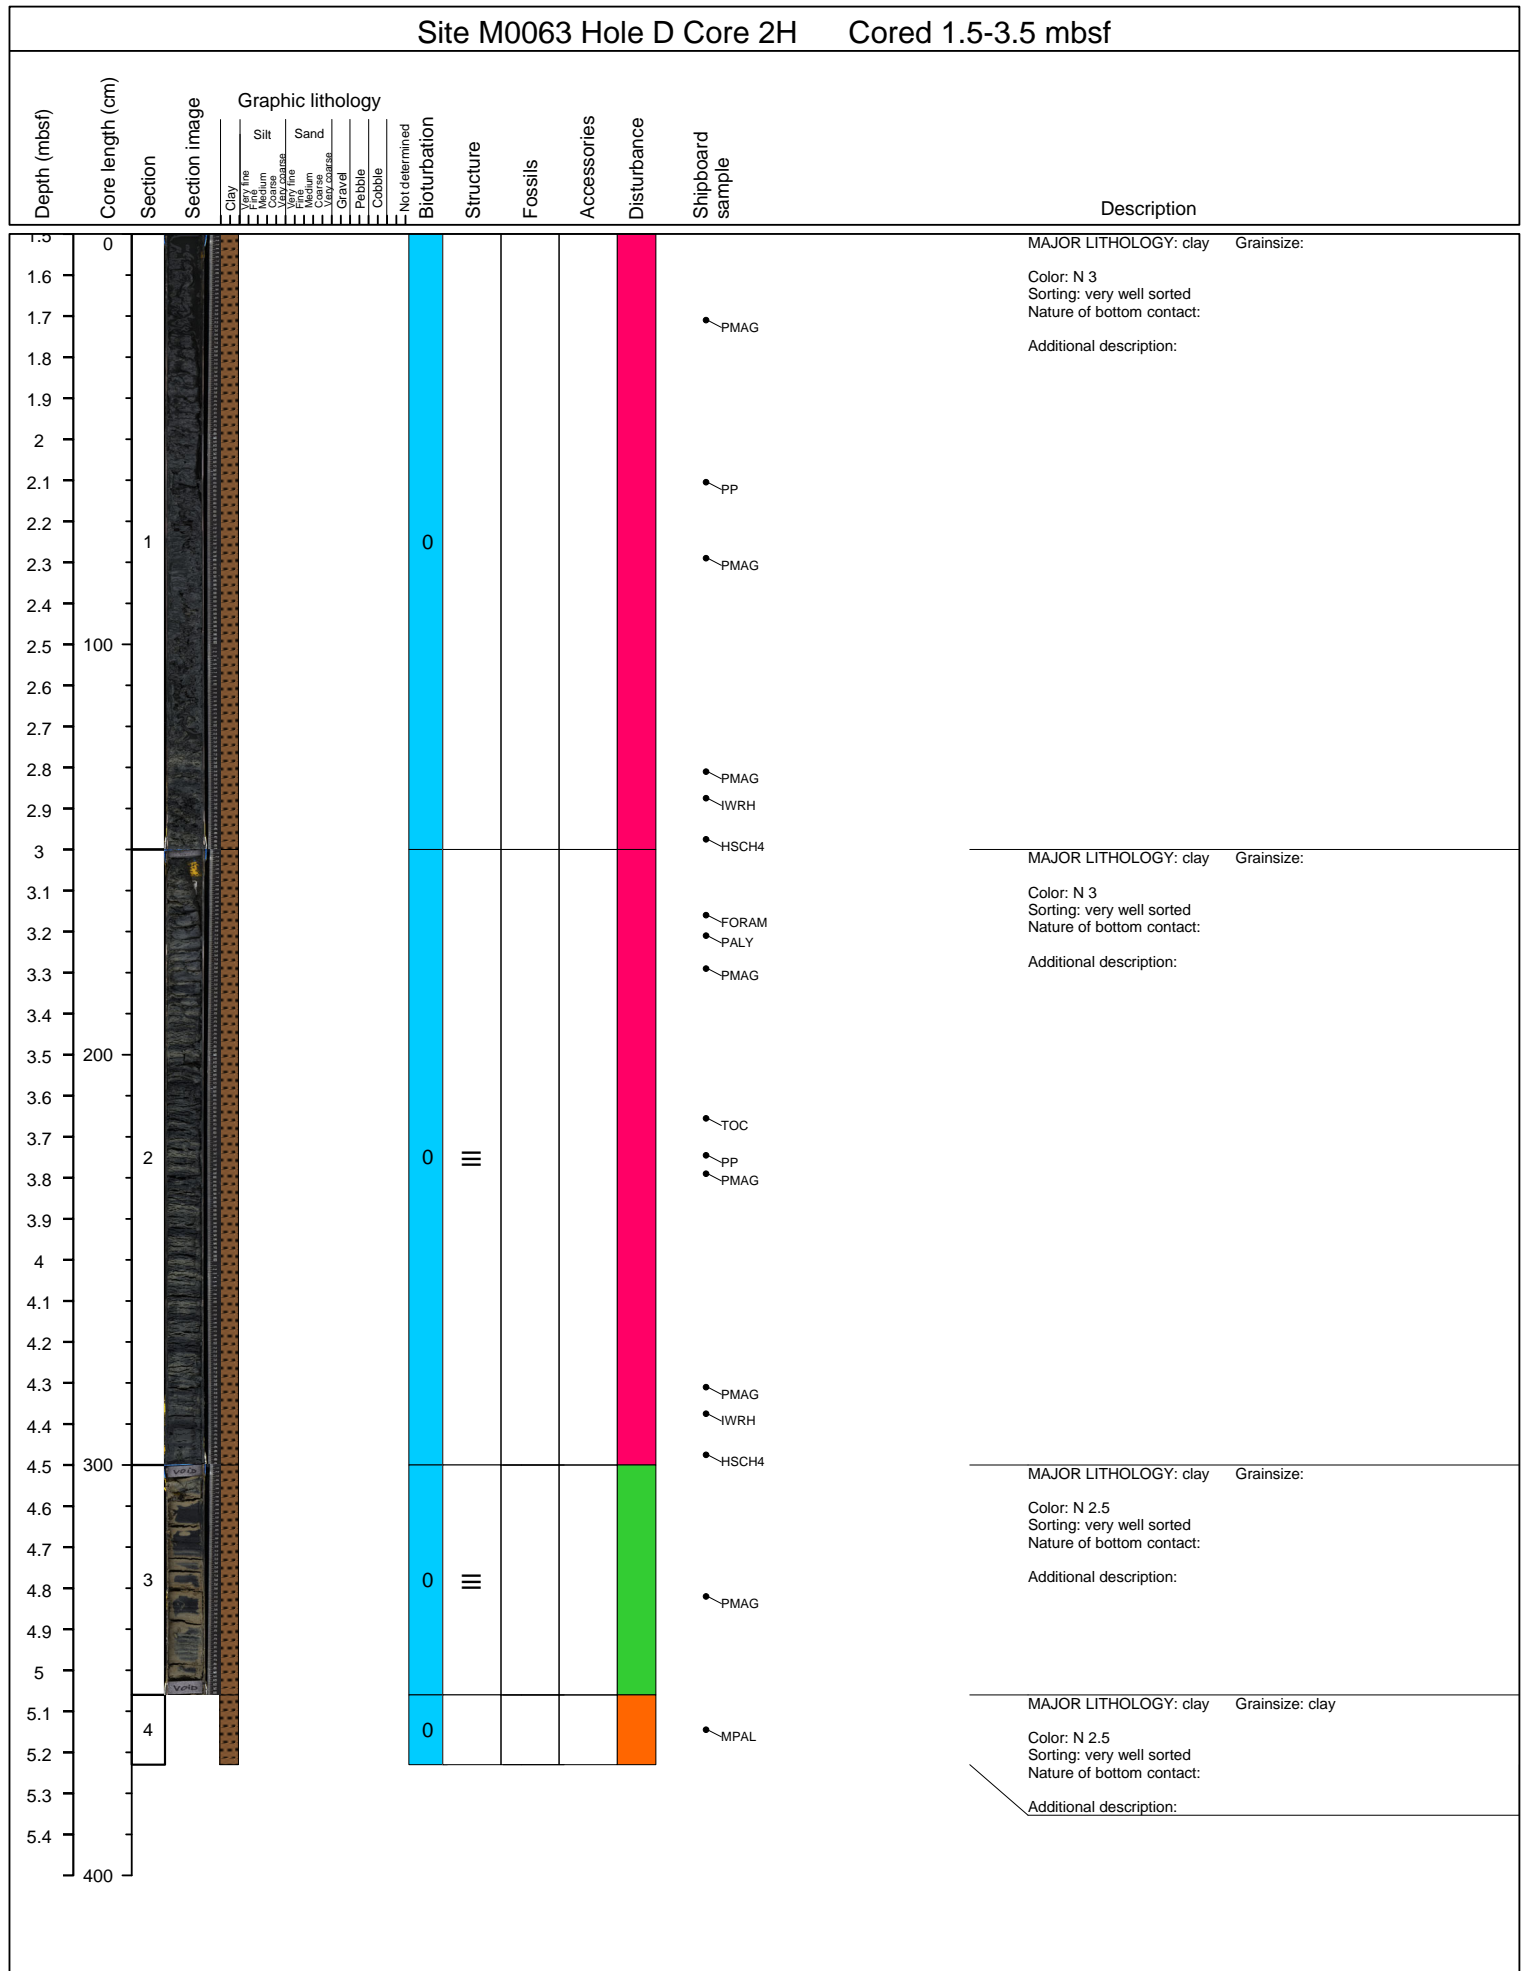 Site M0063 Hole D Core 2H Cored 1.5-3.5 mbsf
Depth (mbsf)
Core length (cm)
Section
Section image
Graphic lithology
Clay
Silt
Very fine
Fine
Medium
Coarse
Very coarse
Sand
Very fine
Fine
Medium
Coarse
Very coarse
Gravel
Pebble
Cobble
Not determined
Bioturbation
Structure
Fossils
Accessories
Disturbance
Shipboard
sample
Description
1.5
1.6
1.7
1.8
1.9
2
2.1
2.2
2.3
2.4
2.5
2.6
2.7
2.8
2.9
3
3.1
3.2
3.3
3.4
3.5
3.6
3.7
3.8
3.9
4
4.1
4.2
4.3
4.4
4.5
4.6
4.7
4.8
4.9
5
5.1
5.2
5.3
5.4
0
100
200
300
400
1
2
3
4
VOID
VOID
0
0
0
0
PMAG
PP
PMAG
PMAG
IWRH
HSCH4
FORAM
PALY
PMAG
TOC
PP
PMAG
PMAG
IWRH
HSCH4
PMAG
MPAL
MAJOR LITHOLOGY: clay Grainsize:
Color: N 3
Sorting: very well sorted
Nature of bottom contact:
Additional description:
MAJOR LITHOLOGY: clay Grainsize:
Color: N 3
Sorting: very well sorted
Nature of bottom contact:
Additional description:
MAJOR LITHOLOGY: clay Grainsize:
Color: N 2.5
Sorting: very well sorted
Nature of bottom contact:
Additional description:
MAJOR LITHOLOGY: clay Grainsize: clay
Color: N 2.5
Sorting: very well sorted
Nature of bottom contact:
Additional description: